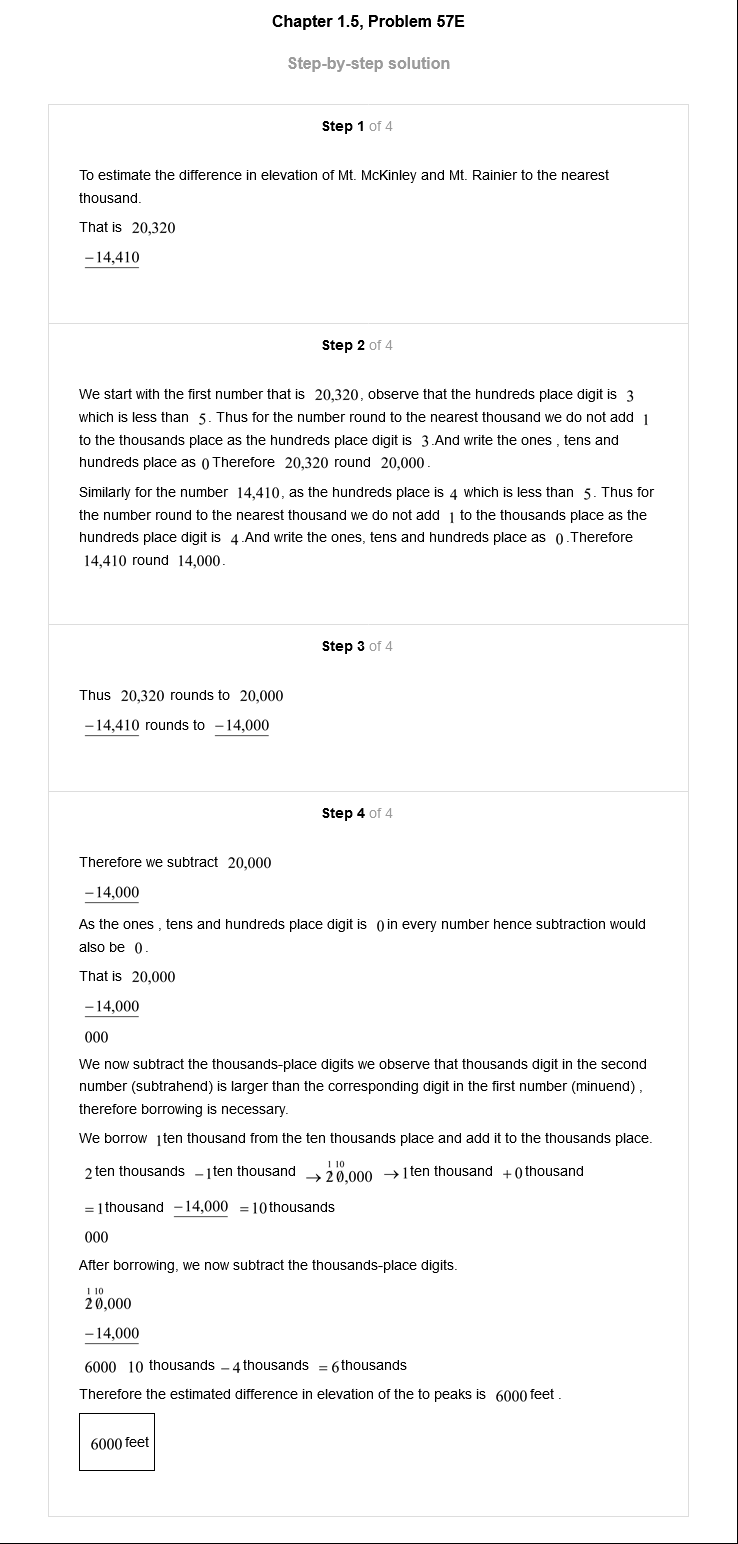 Chapter 1.5, Problem 57E
Step-by-step solution
Step 1 of 4
To estimate the difference in elevation of Mt. McKinley and Mt. Rainier to the nearest
thousand.
That is 20,320
−14,410
Step 2 of 4
We start with the first number that is 20,320, observe that the hundreds place digit is 3
which is less than 5. Thus for the number round to the nearest thousand we do not add 1
to the thousands place as the hundreds place digit is 3.And write the ones , tens and
hundreds place as 0 Therefore 20,320 round 20,000.
Similarly for the number 14,410, as the hundreds place is 4 which is less than 5. Thus for
the number round to the nearest thousand we do not add 1 to the thousands place as the
hundreds place digit is 4.And write the ones, tens and hundreds place as 0.Therefore
14,410 round 14,000.
Step 3 of 4
Thus 20,320 rounds to 20,000
−14,410 rounds to −14,000
Step 4 of 4
Therefore we subtract 20,000
−14,000
As the ones , tens and hundreds place digit is 0 in every number hence subtraction would
also be 0.
That is 20,000
−14,000
000
We now subtract the thousands-place digits we observe that thousands digit in the second
number (subtrahend) is larger than the corresponding digit in the first number (minuend) ,
therefore borrowing is necessary.
We borrow 1 ten thousand from the ten thousands place and add it to the thousands place.
1 10
2 ten thousands −1 ten thousand → 2 0,000 → 1 ten thousand +0 thousand
=1 thousand −14,000 =10 thousands
000
After borrowing, we now subtract the thousands-place digits.
1 10
2 0,000
−14,000
6000 10 thousands −4 thousands =6 thousands
Therefore the estimated difference in elevation of the to peaks is 6000 feet .
6000 feet